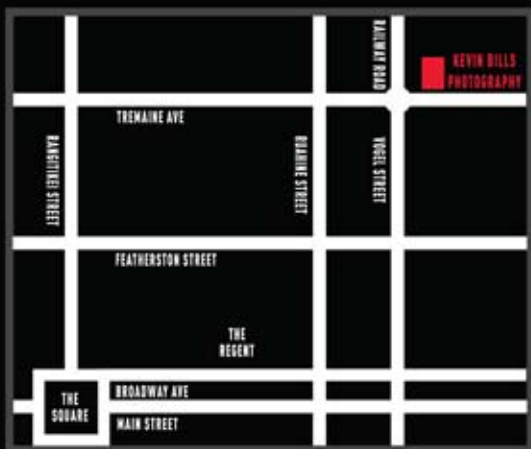 RAILWAY ROAD
KEVIN BILLS
PHOTOGRAPHY
TREMAINE AVE
RANGITIKEI STREET
RUAHINE STREET
VOGEL STREET
FEATHERSTON STREET
THE
REGENT
BROADWAY AVE
THE
SQUARE
MAIN STREET